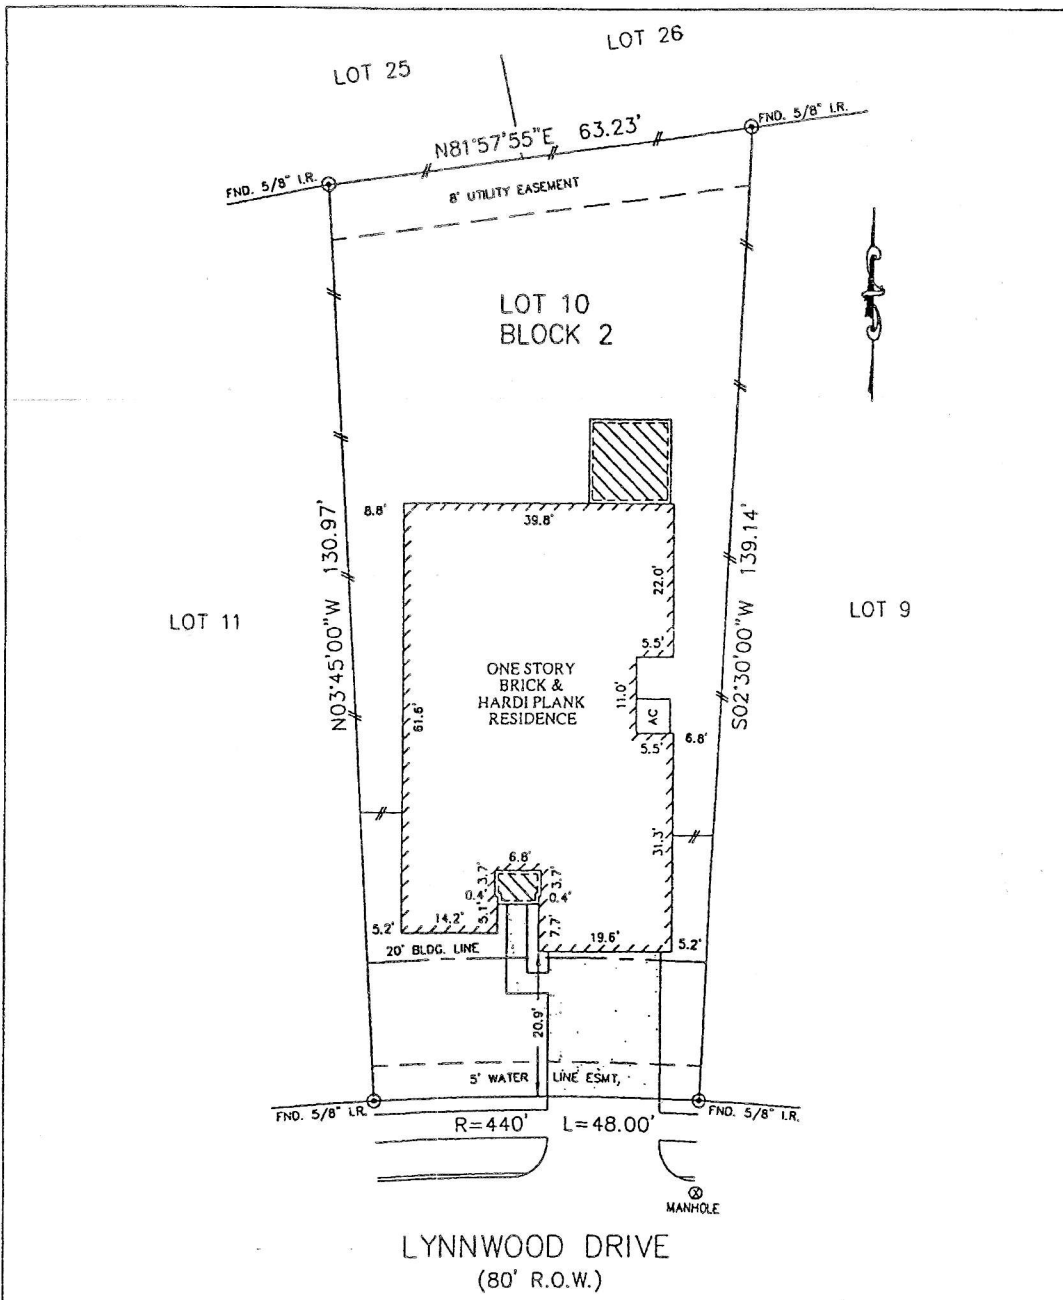 LOT 25
LOT 26
N81°57'55"E 63.23'
FND. 5/8" I.R.
FND. 5/8" I.R.
8' UTILITY EASEMENT
LOT 10
BLOCK 2
8.8'
39.8'
N03°45'00"W 130.97'
S02°30'00"W 139.14'
22.0'
LOT 11
LOT 9
5.5'
ONE STORY
BRICK &
HARDI PLANK
RESIDENCE
11.0'
61.6'
AC
5.5'
6.8'
31.3'
6.8'
3.7'
3.7'
0.4'
0.4'
5.1'
14.2'
5.2'
7.7'
19.6'
5.2'
20' BLDG. LINE
20.9'
5' WATER LINE ESMT,
FND. 5/8" I.R.
FND. 5/8" I.R.
R=440' L=48.00'
MANHOLE
LYNNWOOD DRIVE
(80' R.O.W.)